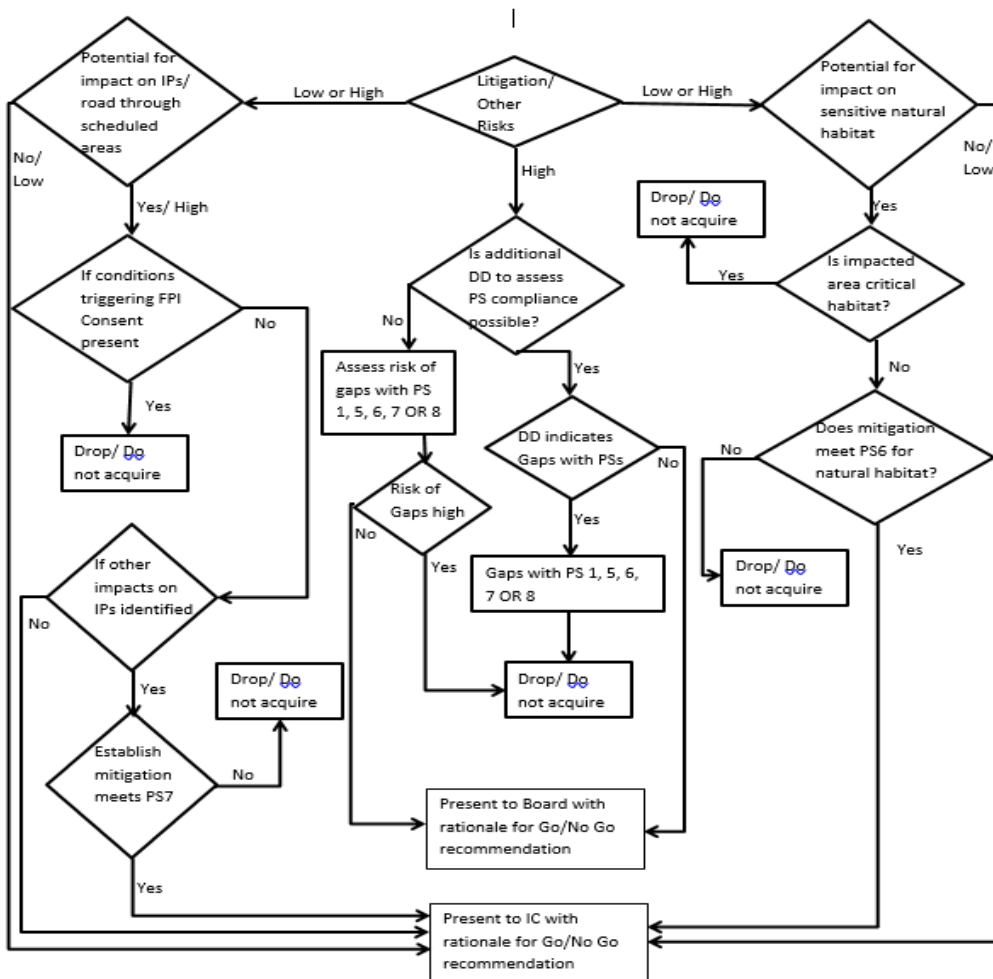 Potential for
impact on IPs/
road through
scheduled
areas
Low or High
Litigation/
Other
Risks
Low or High
Potential for
impact on
sensitive natural
habitat
No/
Low
No/
Low
High
Yes/ High
Drop/ Do
not acquire
Yes
If conditions
triggering FPI
Consent
present
No
Is additional
DD to assess
PS compliance
possible?
Yes
Is impacted
area critical
habitat?
No
Assess risk of
gaps with PS
1, 5, 6, 7 OR 8
Yes
No
Yes
Drop/ Do
not acquire
DD indicates
Gaps with PSs
No
No
Does mitigation
meet PS6 for
natural habitat?
Risk of
Gaps high
No
Yes
Yes
Yes
If other
impacts on
IPs identified
No
Gaps with PS 1, 5, 6,
7 OR 8
Drop/ Do
not acquire
Yes
Drop/ Do
not acquire
Drop/ Do
not acquire
Establish
mitigation
meets PS7
No
Present to Board with
rationale for Go/No Go
recommendation
Yes
Present to IC with
rationale for Go/No Go
recommendation